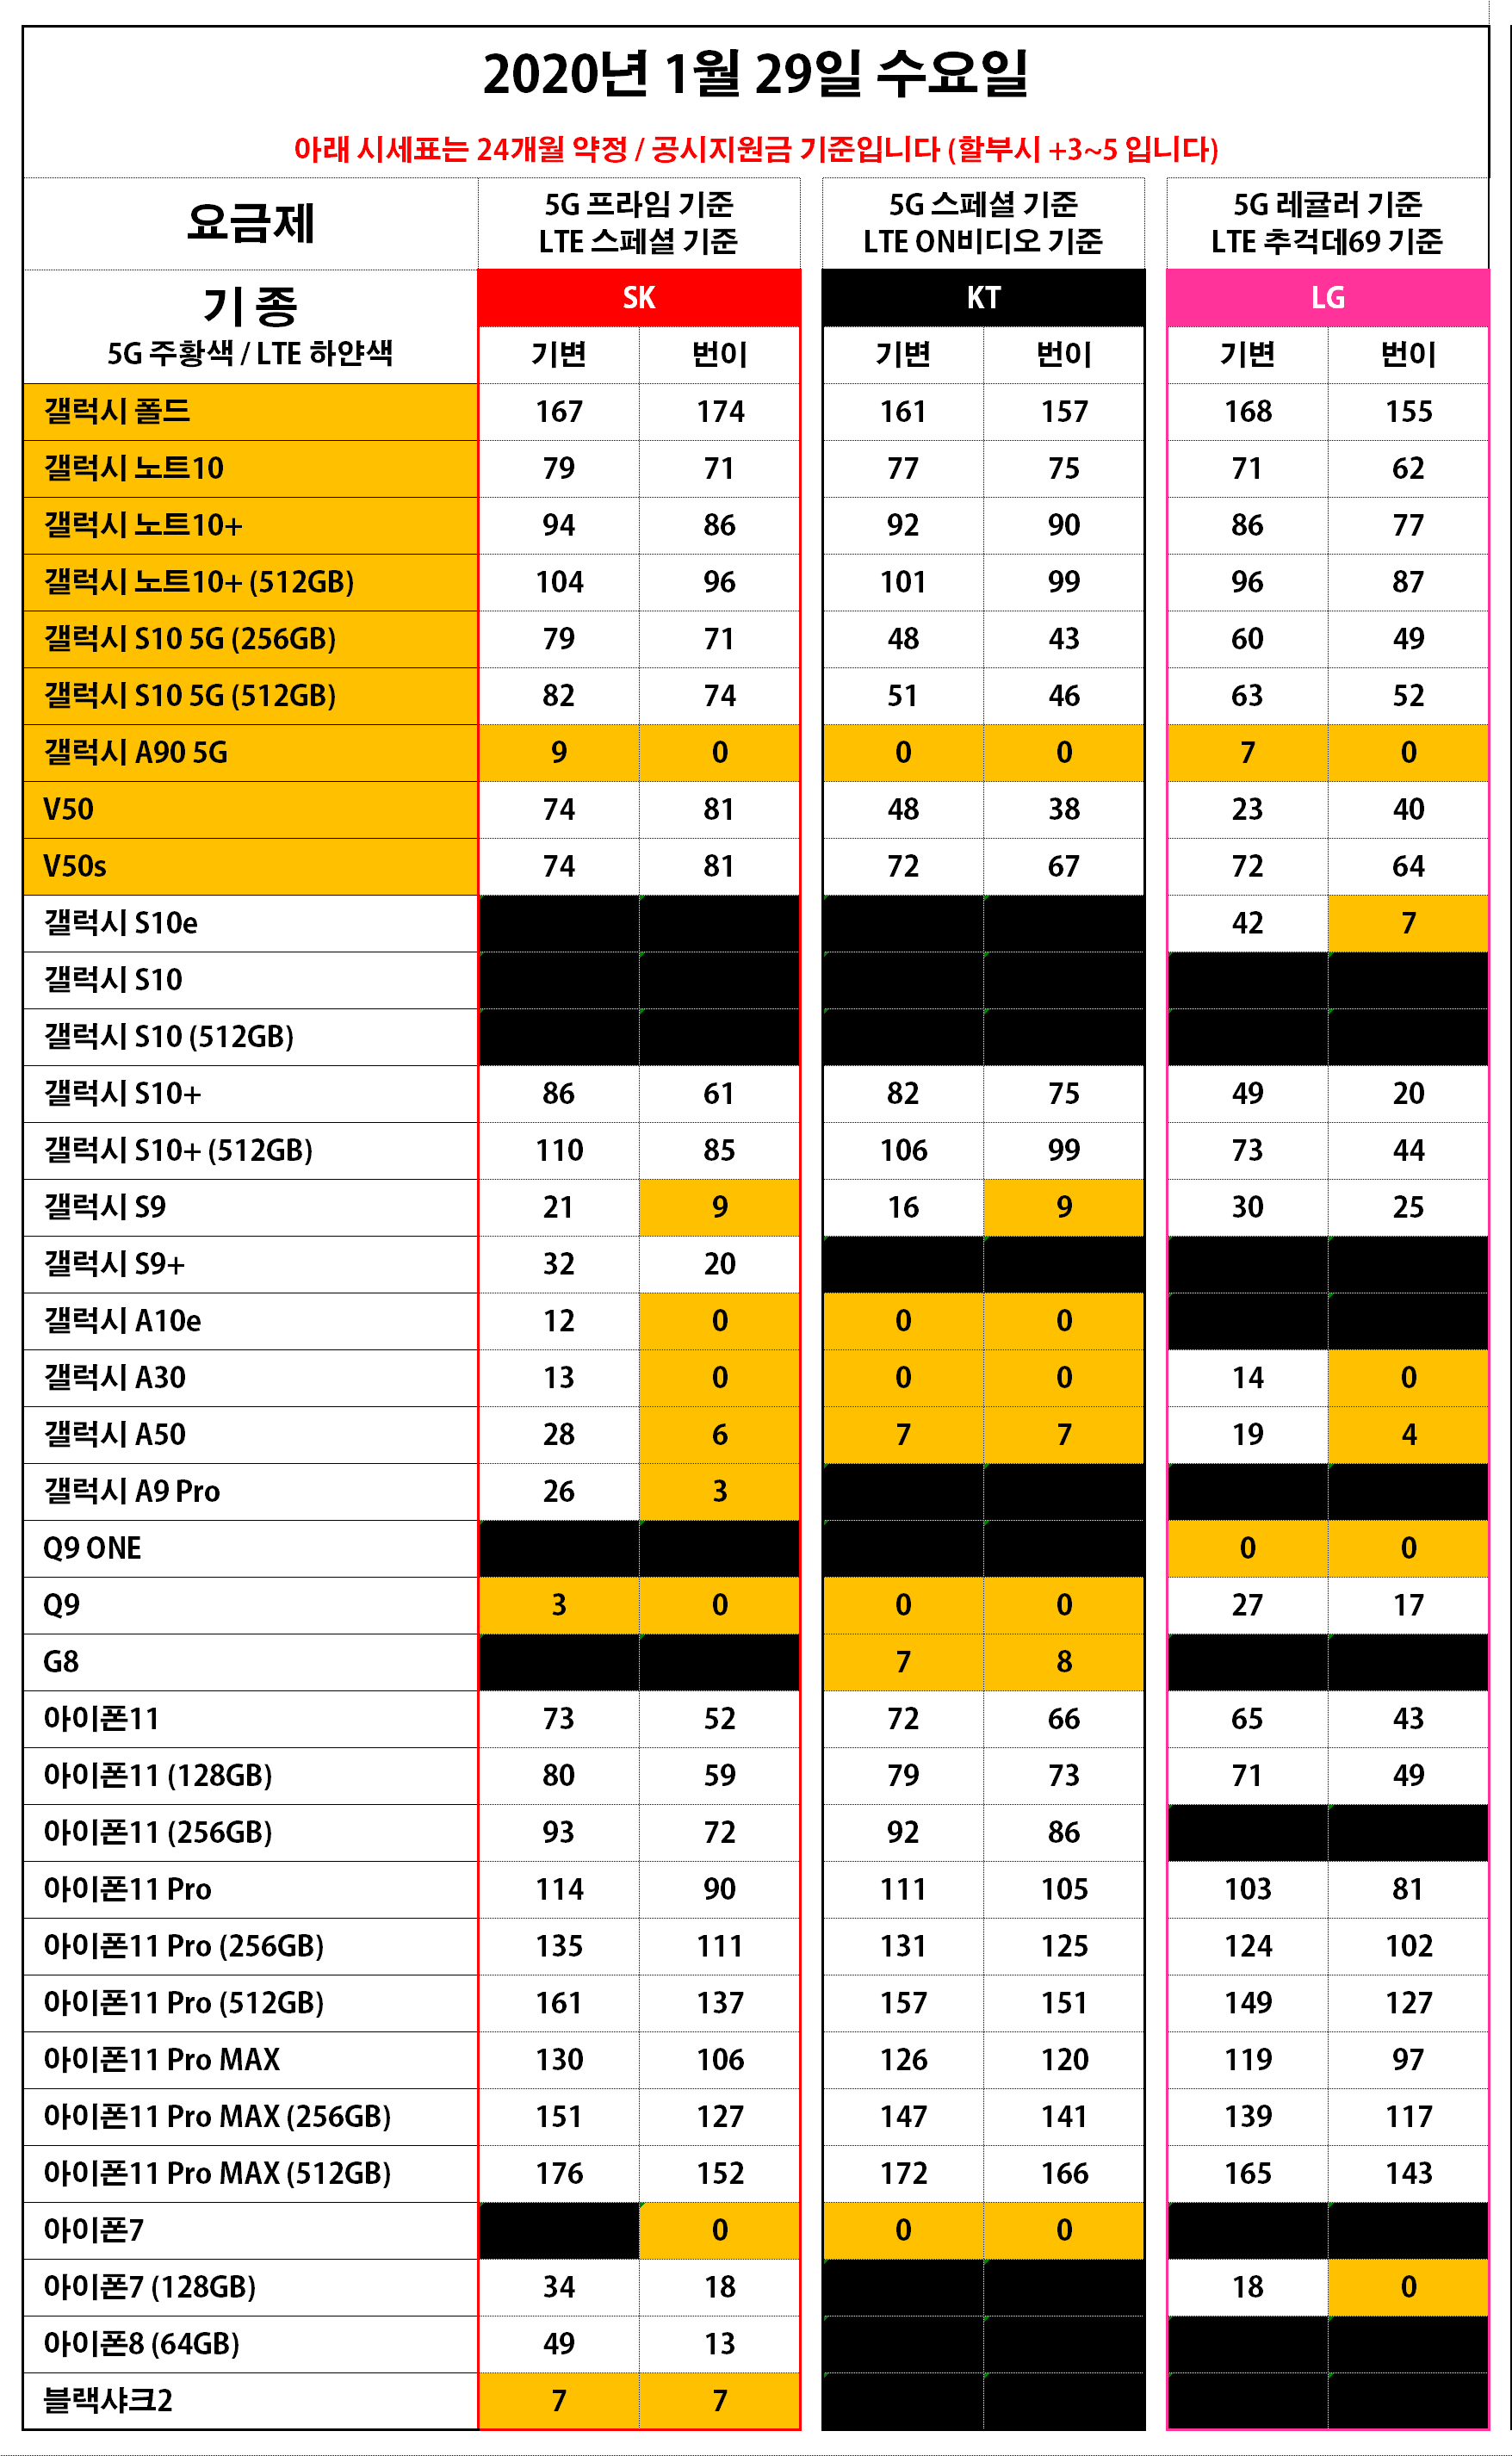 2020년 1월 29일 수요일
아래 시세표는 24개월 약정 / 공시지원금 기준입니다 (할부시 +3~5 입니다)
요금제
5G 프라임 기준
LTE 스페셜 기준
5G 스페셜 기준
LTE ON비디오 기준
5G 레귤러 기준
LTE 추걱데69 기준
기 종
5G 주황색 / LTE 하얀색
SK KT LG
기변 번이 기변 번이 기변 번이
갤럭시 폴드 167 174 161 157 168 155
갤럭시 노트10 79 71 77 75 71 62
갤럭시 노트10+ 94 86 92 90 86 77
갤럭시 노트10+ (512GB) 104 96 101 99 96 87
갤럭시 S10 5G (256GB) 79 71 48 43 60 49
갤럭시 S10 5G (512GB) 82 74 51 46 63 52
갤럭시 A90 5G 9 0 0 0 7 0
V50 74 81 48 38 23 40
V50s 74 81 72 67 72 64
갤럭시 S10e 42 7
갤럭시 S10
갤럭시 S10 (512GB)
갤럭시 S10+ 86 61 82 75 49 20
갤럭시 S10+ (512GB) 110 85 106 99 73 44
갤럭시 S9 21 9 16 9 30 25
갤럭시 S9+ 32 20
갤럭시 A10e 12 0 0 0
갤럭시 A30 13 0 0 0 14 0
갤럭시 A50 28 6 7 7 19 4
갤럭시 A9 Pro 26 3
Q9 ONE 0 0
Q9 3 0 0 0 27 17
G8 7 8
아이폰11 73 52 72 66 65 43
아이폰11 (128GB) 80 59 79 73 71 49
아이폰11 (256GB) 93 72 92 86
아이폰11 Pro 114 90 111 105 103 81
아이폰11 Pro (256GB) 135 111 131 125 124 102
아이폰11 Pro (512GB) 161 137 157 151 149 127
아이폰11 Pro MAX 130 106 126 120 119 97
아이폰11 Pro MAX (256GB) 151 127 147 141 139 117
아이폰11 Pro MAX (512GB) 176 152 172 166 165 143
아이폰7 0 0 0
아이폰7 (128GB) 34 18 18 0
아이폰8 (64GB) 49 13
블랙샤크2 7 7